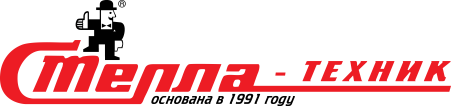 ®
Стелла - ТЕХНИК
основана в 1991 году